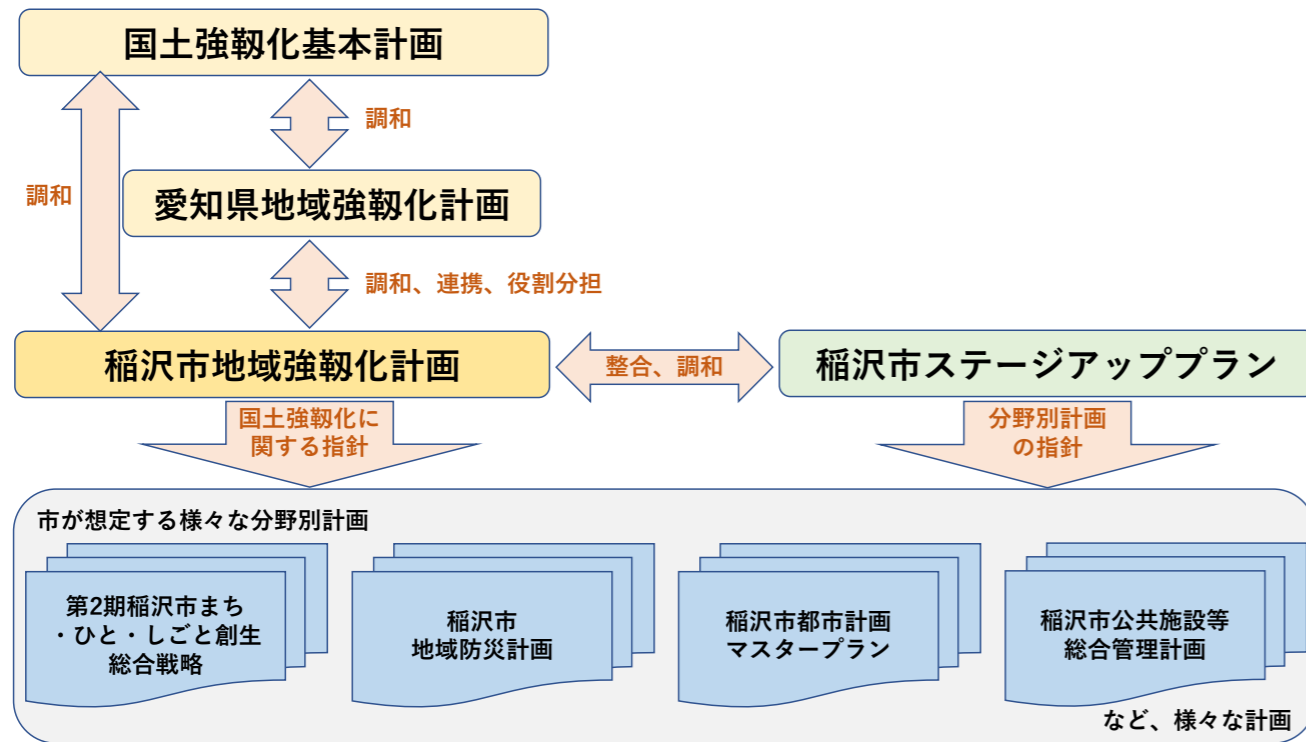 国土強靱化基本計画
調和
調和
愛知県地域強靱化計画
調和、連携、役割分担
稲沢市地域強靱化計画
整合、調和
稲沢市ステージアッププラン
国土強靱化に
関する指針
分野別計画
の指針
市が想定する様々な分野別計画
第2期稲沢市まち
・ひと・しごと創生
総合戦略
稲沢市
地域防災計画
稲沢市都市計画
マスタープラン
稲沢市公共施設等
総合管理計画
など、様々な計画